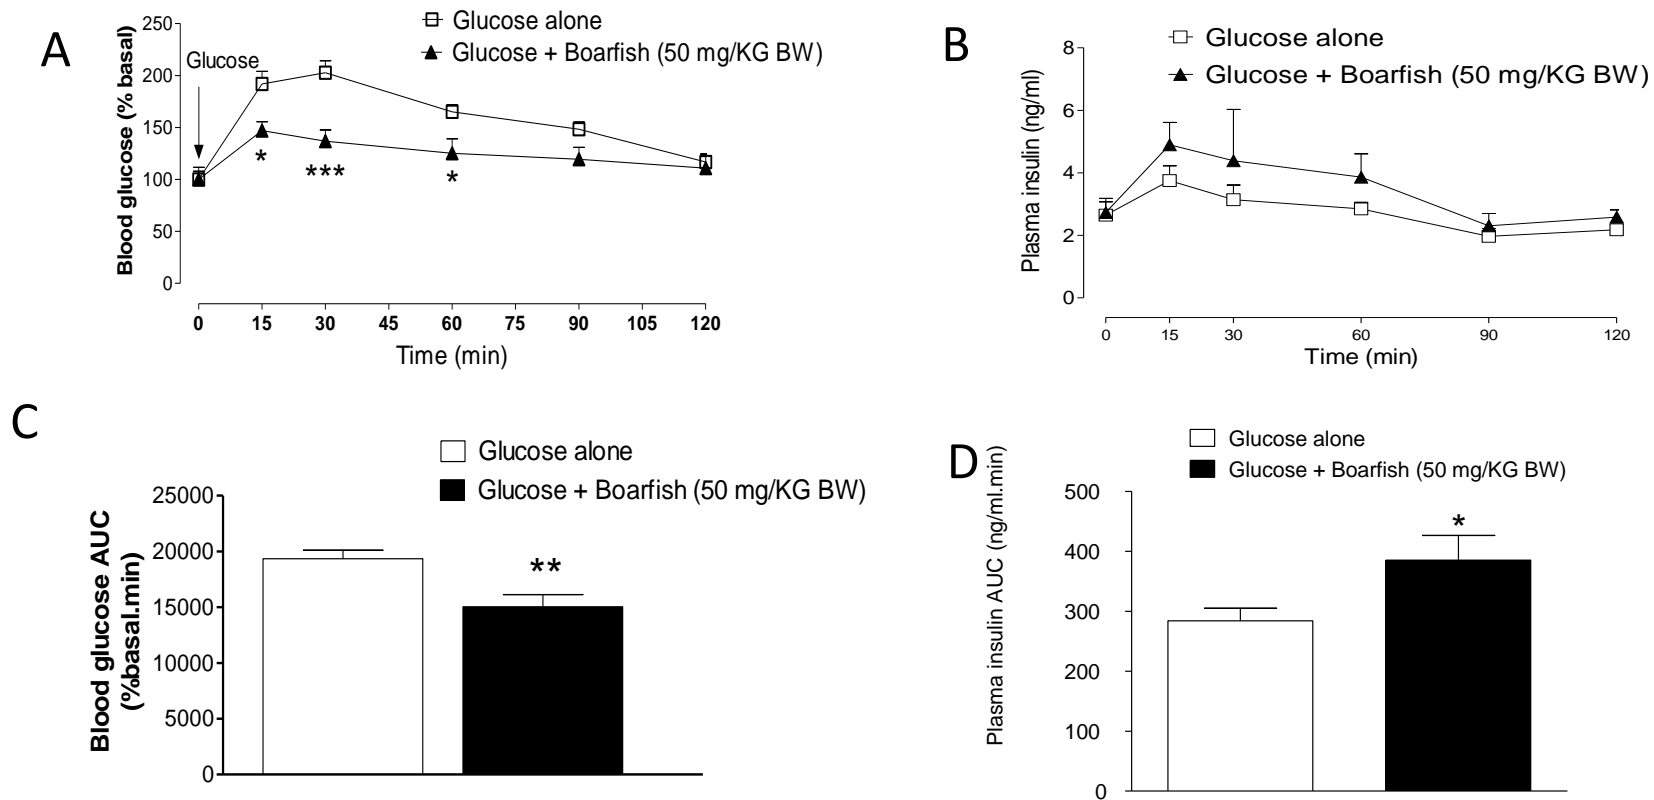 A
Glucose alone
Glucose + Boarfish (50 mg/KG BW)
Blood glucose (% basal)
250
200
150
100
50
0
Glucose
*
***
*
0 15 30 45 60 75 90 105 120
Time (min)
B
Glucose alone
Glucose + Boarfish (50 mg/KG BW)
Plasma insulin (ng/ml)
8
6
4
2
0
0 15 30 60 90 120
Time (min)
C
Glucose alone
Glucose + Boarfish (50 mg/KG BW)
Blood glucose AUC
(%basal.min)
25000
20000
15000
10000
5000
0
**
D
Glucose alone
Glucose + Boarfish (50 mg/KG BW)
Plasma insulin AUC (ng/ml.min)
500
400
300
200
100
0
*